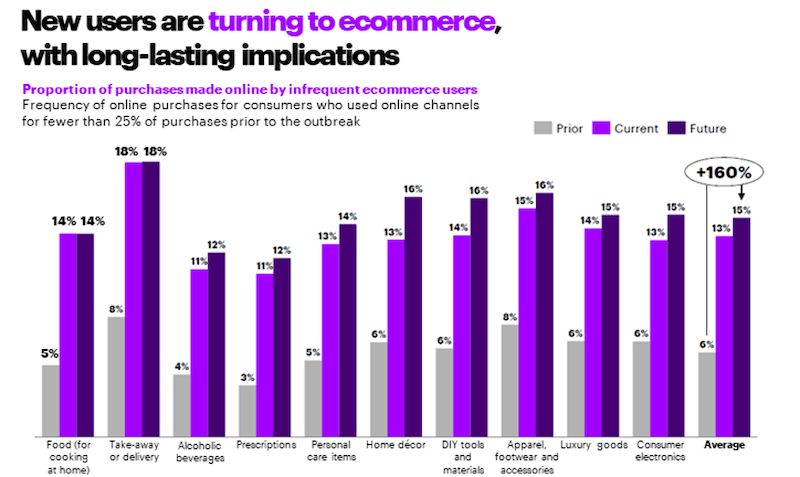 New users are turning to ecommerce,
with long-lasting implications
Proportion of purchases made online by infrequent ecommerce users
Frequency of online purchases for consumers who used online channels
for fewer than 25% of purchases prior to the outbreak
Prior Current Future
+160%
5% 14% 14%
8% 18% 18%
4% 11% 12%
3% 11% 12%
5% 13% 14%
6% 13% 16%
6% 14% 16%
8% 15% 16%
6% 14% 15%
6% 13% 15%
6% 13% 15%
Food (for
cooking
at home)
Take-away
or delivery
Alcoholic
beverages
Prescriptions
Personal
care items
Home décor
DIY tools
and
materials
Apparel,
footwear and
accessories
Luxury goods
Consumer
electronics
Average